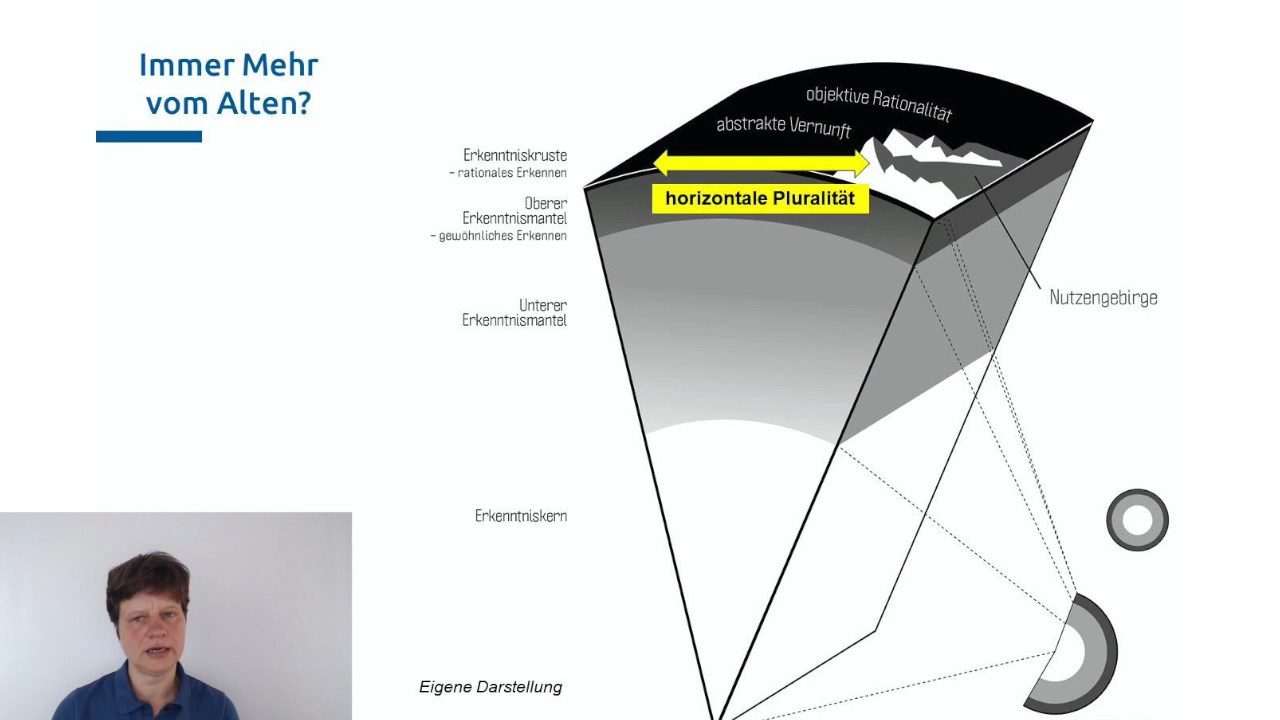 Immer Mehr
vom Alten?
objektive Rationalität
abstrakte Vernunft
Erkenntniskruste
- rationales Erkennen
horizontale Pluralität
Oberer
Erkenntnismantel
- gewöhnliches Erkennen
Nutzengebirge
Unterer
Erkenntnismantel
Erkenntniskern
Eigene Darstellung